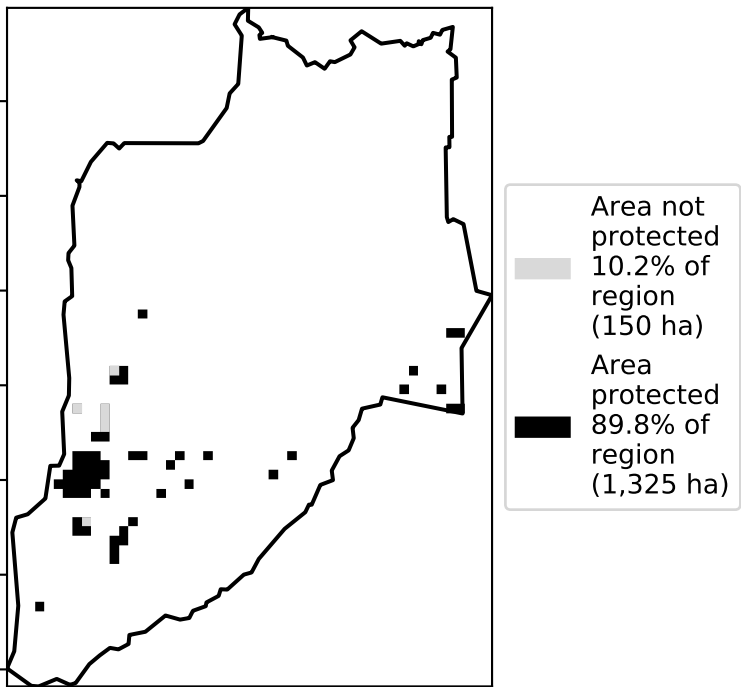 Area not
protected
10.2% of
region
(150 ha)
Area
protected
89.8% of
region
(1,325 ha)